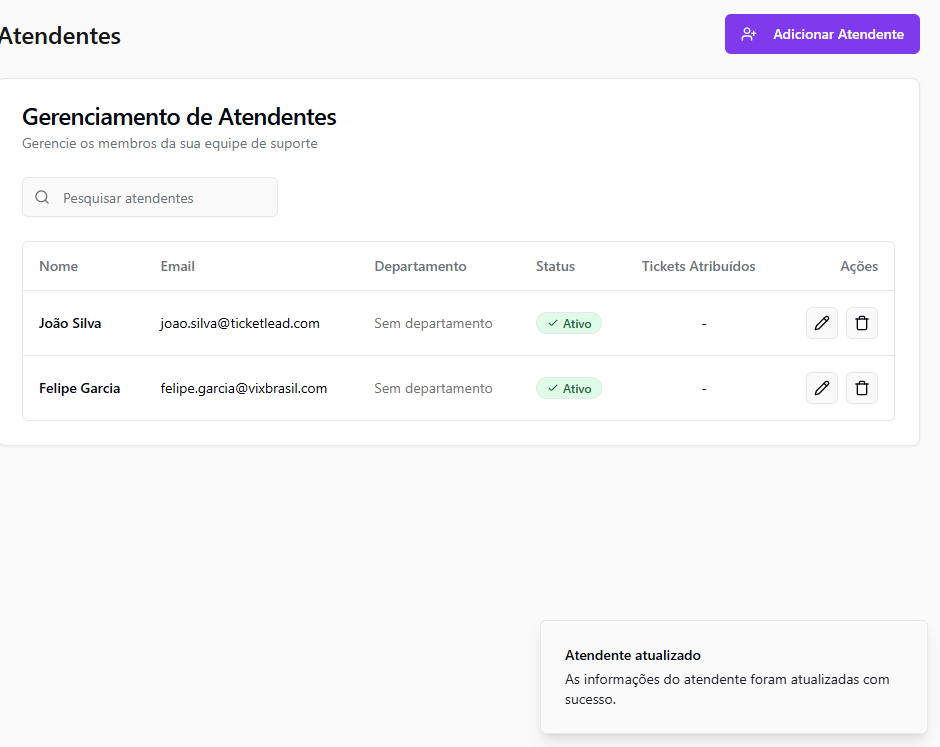 Atendentes
Adicionar Atendente
Gerenciamento de Atendentes
Gerencie os membros da sua equipe de suporte
Pesquisar atendentes
Nome Email Departamento Status Tickets Atribuídos Ações
João Silva joao.silva@ticketlead.com Sem departamento Ativo -
Felipe Garcia felipe.garcia@vixbrasil.com Sem departamento Ativo -
Atendente atualizado
As informações do atendente foram atualizadas com
sucesso.